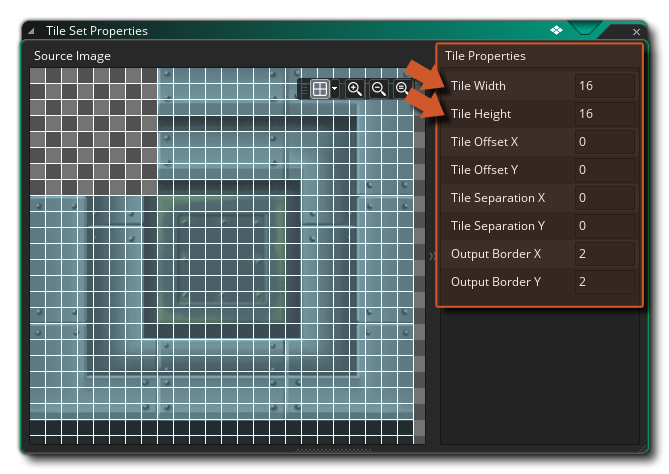 Tile Set Properties
Source Image
Tile Properties
Tile Width 16
Tile Height 16
Tile Offset X 0
Tile Offset Y 0
Tile Separation X 0
Tile Separation Y 0
Output Border X 2
Output Border Y 2